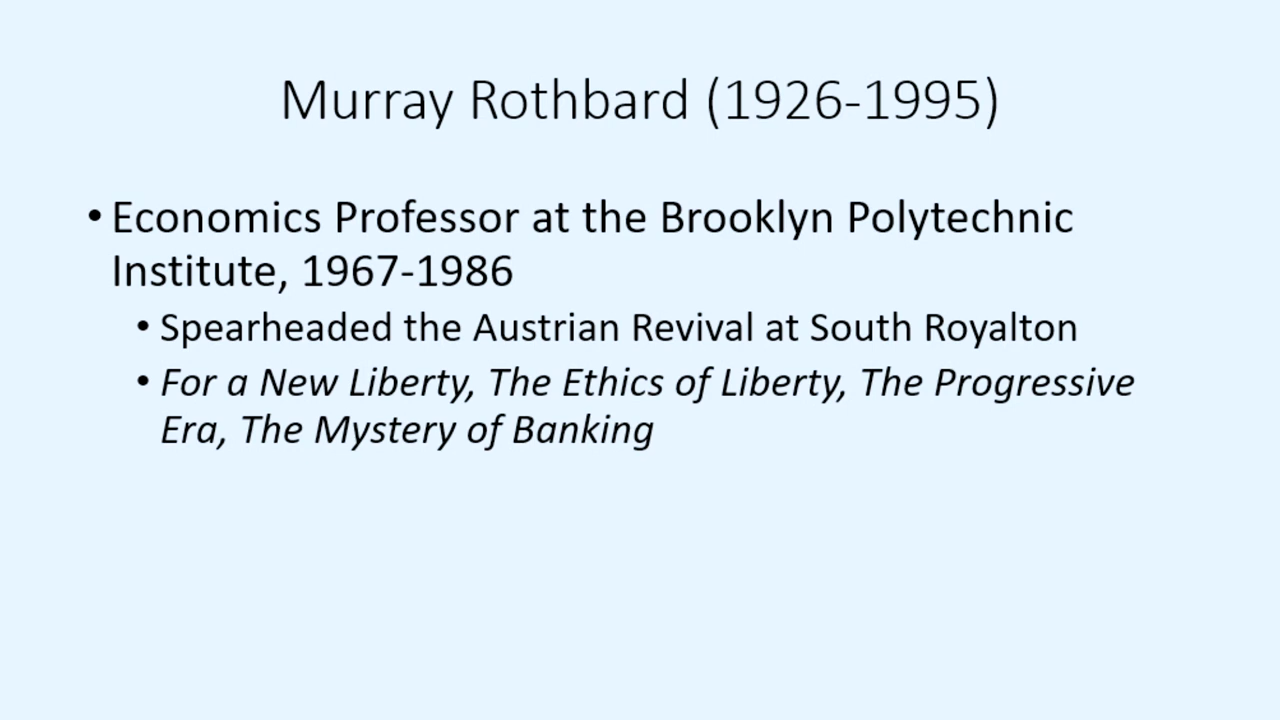 Murray Rothbard (1926-1995)
• Economics Professor at the Brooklyn Polytechnic
Institute, 1967-1986
• Spearheaded the Austrian Revival at South Royalton
• For a New Liberty, The Ethics of Liberty, The Progressive
Era, The Mystery of Banking